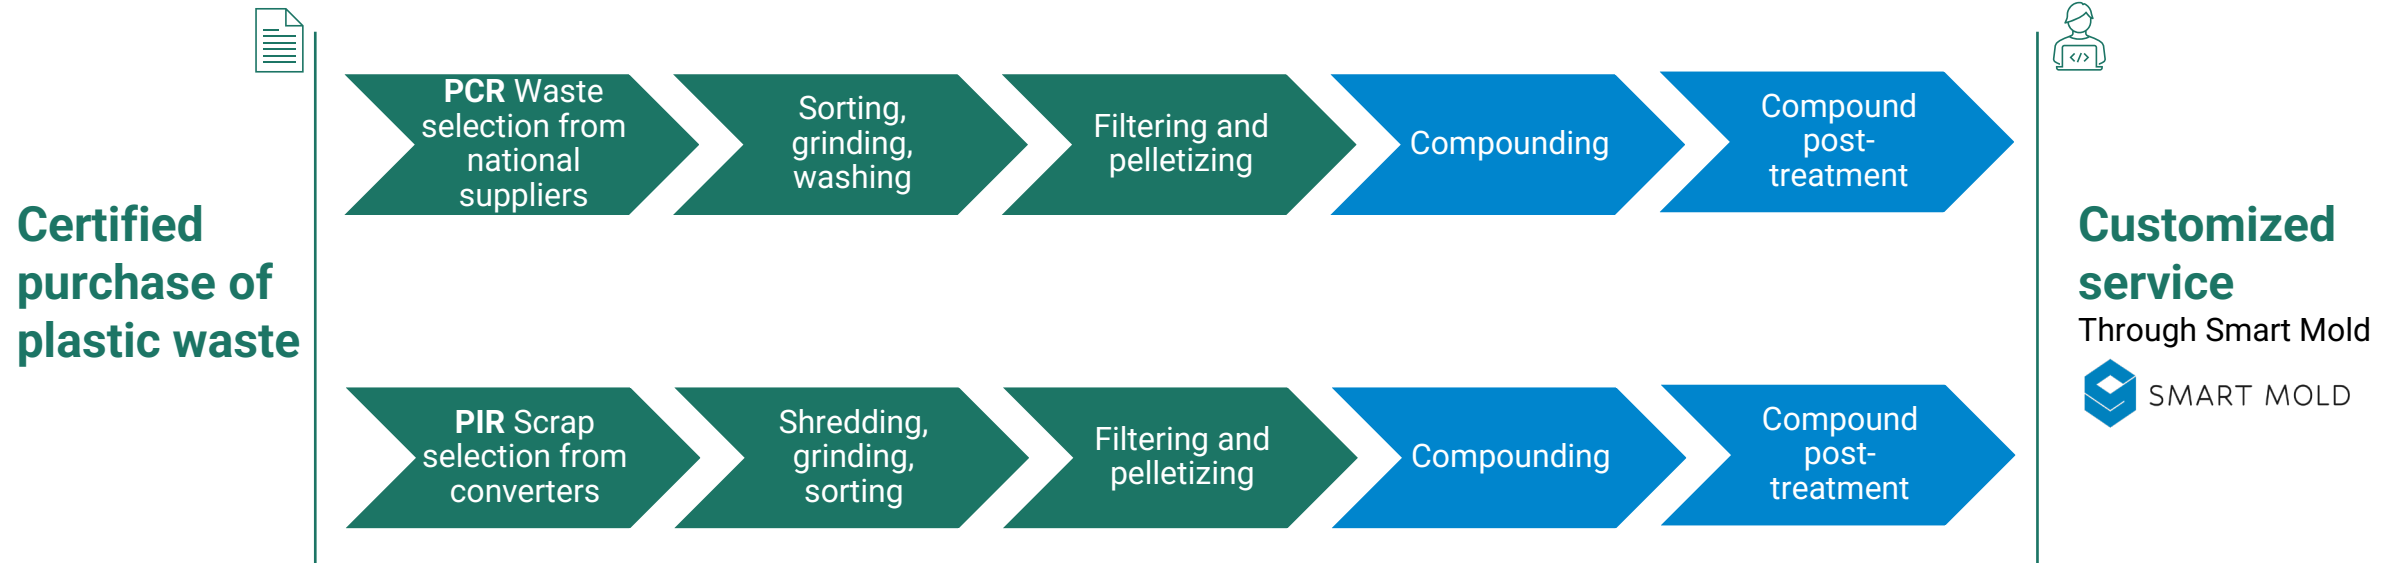 Certified
purchase of
plastic waste
PCR Waste
selection from
national
suppliers
Sorting,
grinding,
washing
Filtering and
pelletizing
Compounding
Compound
post-
treatment
PIR Scrap
selection from
converters
Shredding,
grinding,
sorting
Filtering and
pelletizing
Compounding
Compound
post-
treatment
</>
Customized
service
Through Smart Mold
SMART MOLD